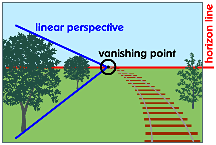 linear perspective
vanishing point
horizon line